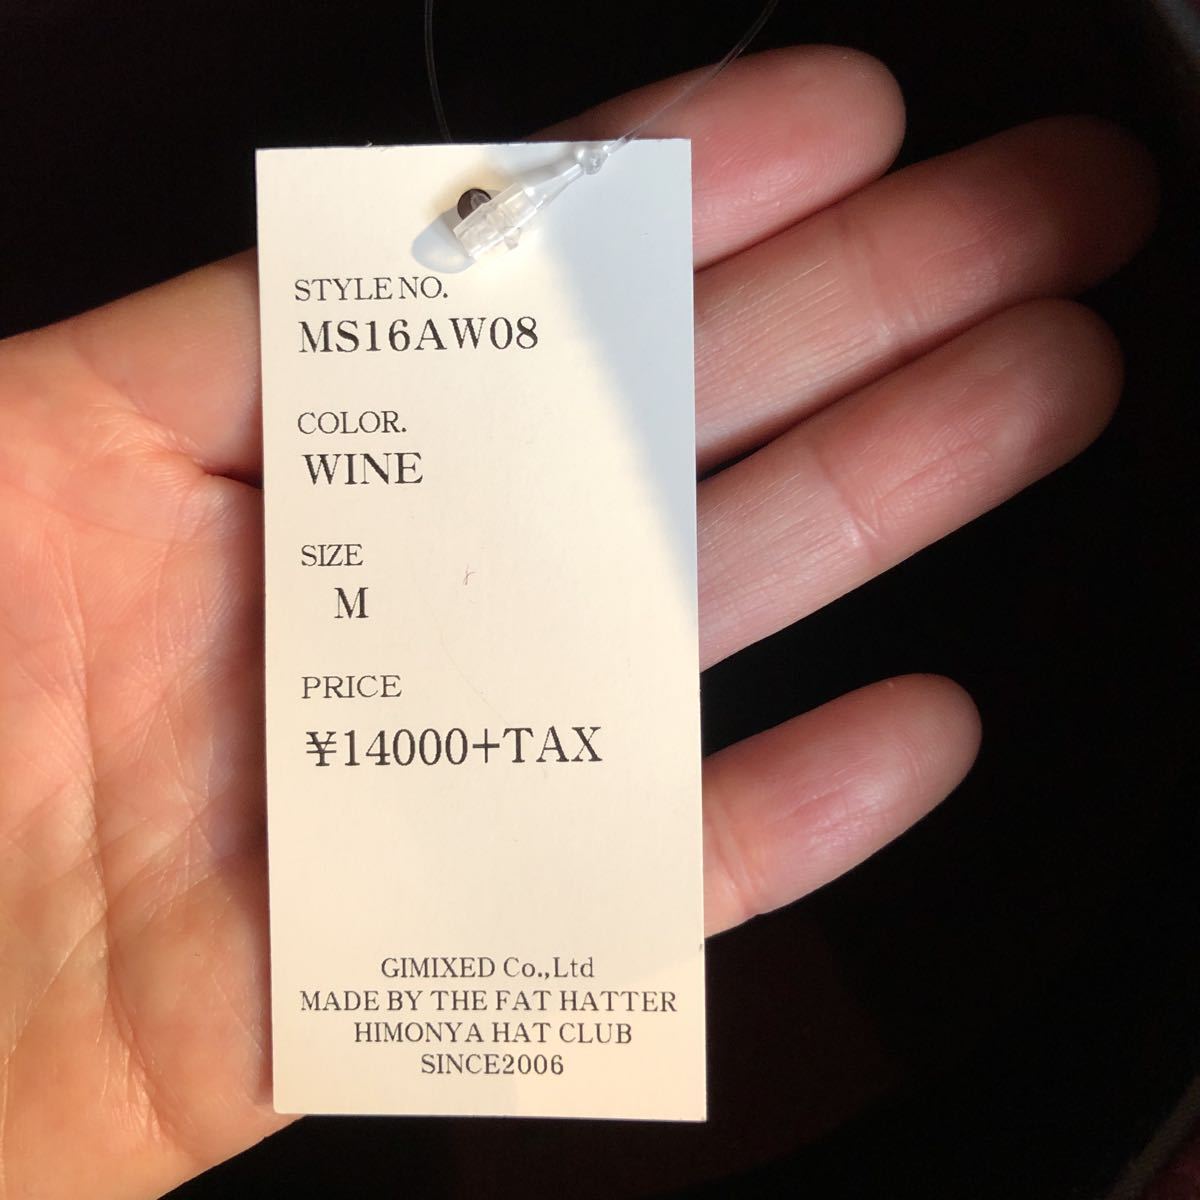 STYLE NO.
MS16AW08
COLOR.
WINE
SIZE
M
PRICE
¥14000+TAX
GIMIXED Co.,Ltd
MADE BY THE FAT HATTER
HIMONYA HAT CLUB
SINCE2006